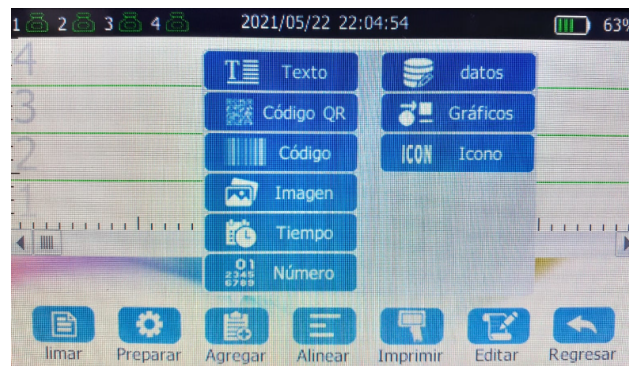 1 2 3 4 2021/05/22 22:04:54 63%
4
3
2
1
Texto
datos
Código QR
Gráficos
Código
ICON Icono
Imagen
Tiempo
01
2345
6789
Número
limar Preparar Agregar Alinear Imprimir Editar Regresar